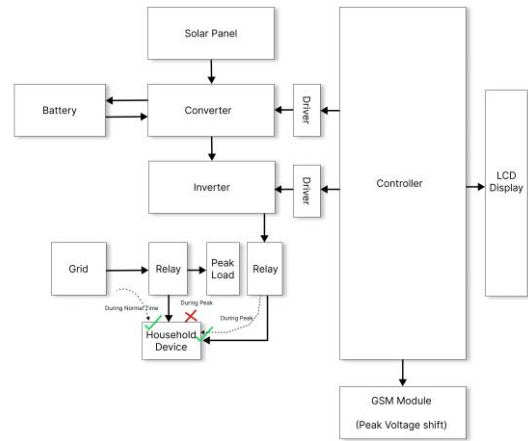 Solar Panel
Battery
Converter
Driver
Controller
LCD
Display
Inverter
Driver
Grid
Relay
Peak
Load
Relay
During Normal Time
During Peak
During Peak
Household
Device
GSM Module
(Peak Voltage shift)